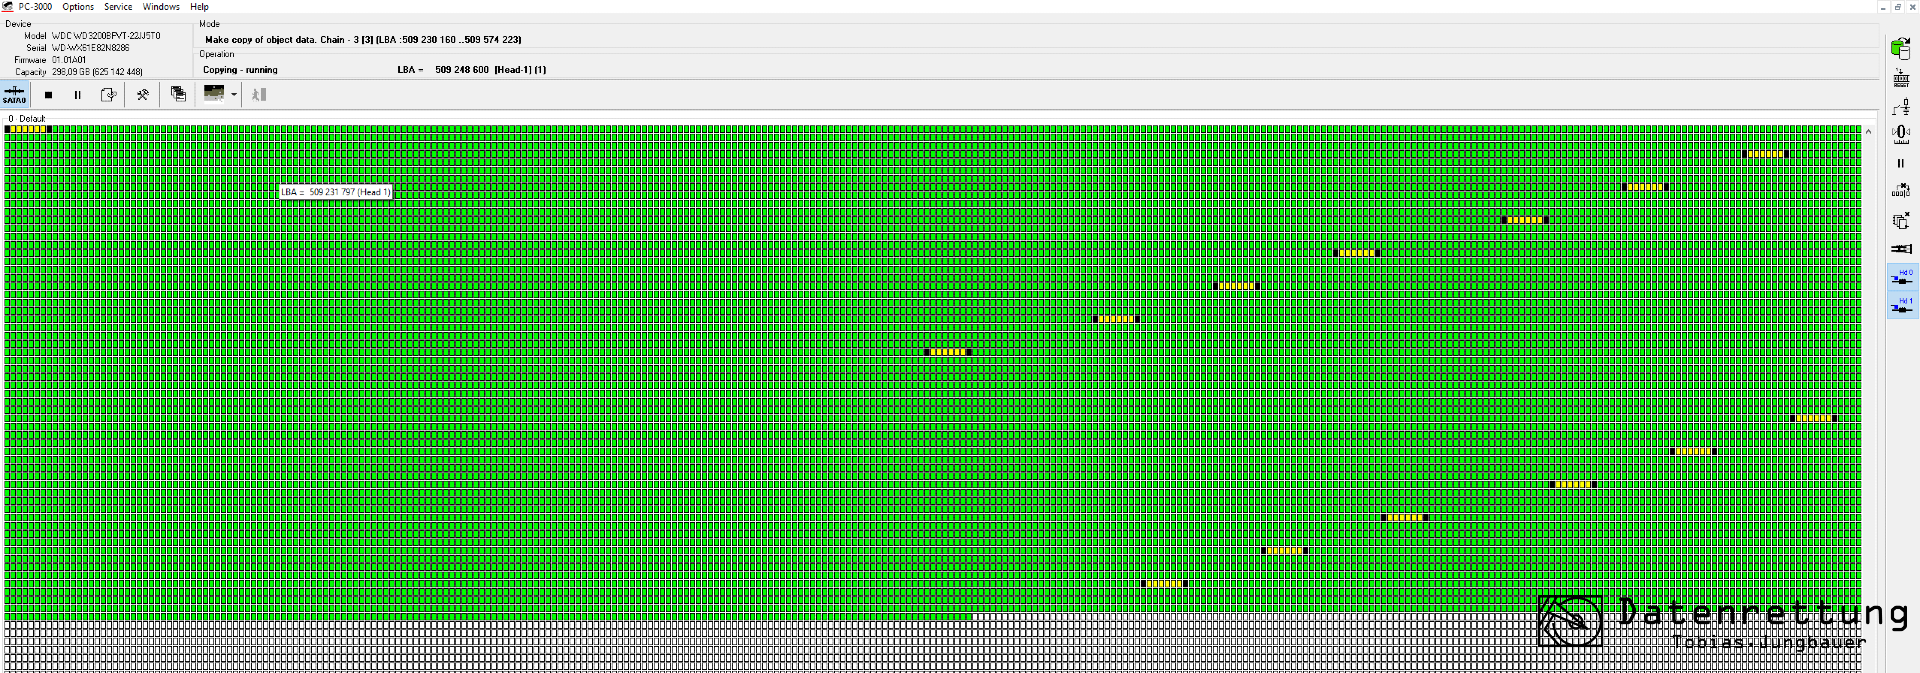 PC-3000 Options Service Windows Help
Device
Model WDC WD3200BPVT-22JJ5T0
Serial WD-WX61E82N8286
Firmware 01.01A01
Capacity 298,09 GB (625 142 448)
Mode
Make copy of object data. Chain - 3 [3] (LBA :509 230 160 ..509 574 223)
Operation
Copying - running LBA = 509 248 600 [Head-1] (1)
SATA0
0 - Default
LBA = 509 231 797 (Head 1)
RESET
Hd 0
Hd 1
Datenrettung
Tobias.Jungbauer